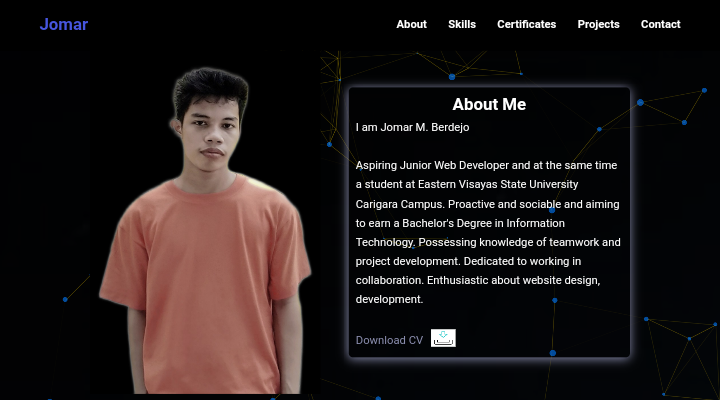 Jomar
About Skills Certificates Projects Contact
About Me
I am Jomar M. Berdejo
Aspiring Junior Web Developer and at the same time
a student at Eastern Visayas State University
Carigara Campus. Proactive and sociable and aiming
to earn a Bachelor's Degree in Information
Technology. Possessing knowledge of teamwork and
project development. Dedicated to working in
collaboration. Enthusiastic about website design,
development.
Download CV